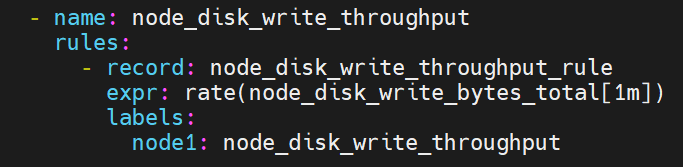 - name: node_disk_write_throughput
rules:
- record: node_disk_write_throughput_rule
expr: rate(node_disk_write_bytes_total[1m])
labels:
node1: node_disk_write_throughput